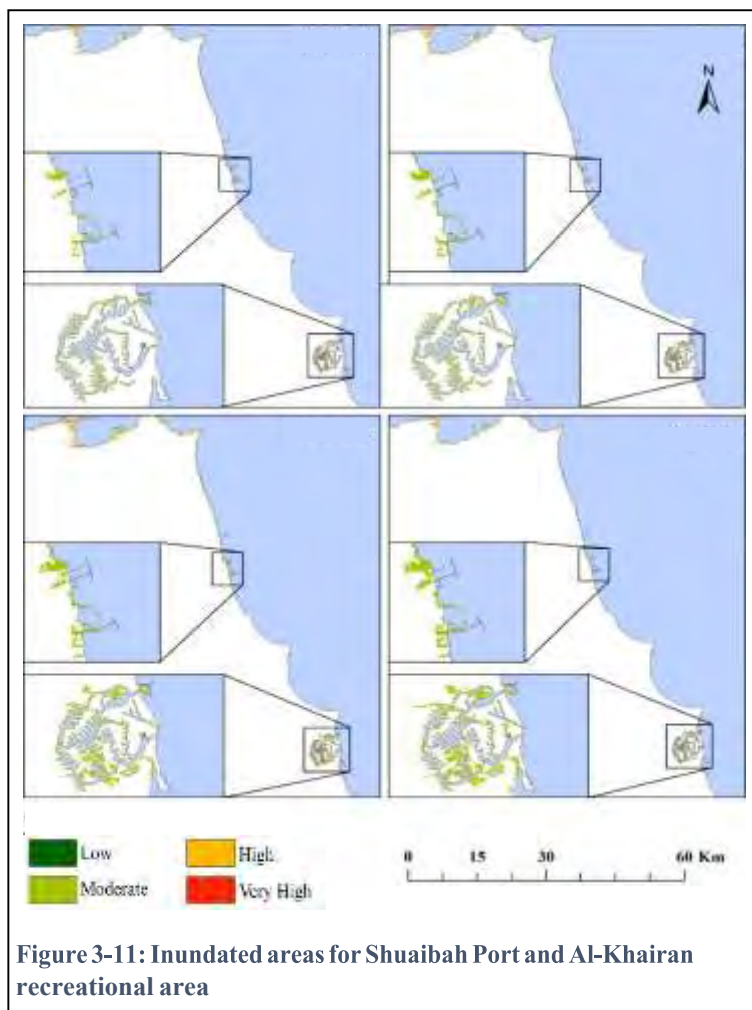 N
Low
High
Moderate
Very High
0 15 30 60 Km
Figure 3-11: Inundated areas for Shuaibah Port and Al-Khairan
recreational area